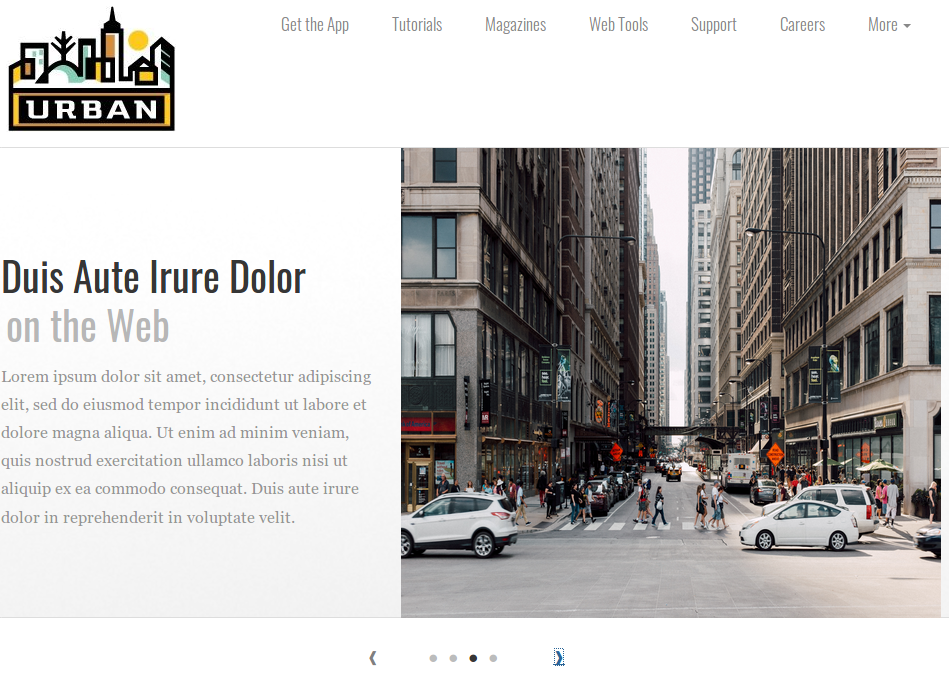 URBAN
Get the App
Tutorials
Magazines
Web Tools
Support
Careers
More
Duis Aute Irure Dolor
on the Web
Lorem ipsum dolor sit amet, consectetur adipiscing
elit, sed do eiusmod tempor incididunt ut labore et
dolore magna aliqua. Ut enim ad minim veniam,
quis nostrud exercitation ullamco laboris nisi ut
aliquip ex ea commodo consequat. Duis aute irure
dolor in reprehenderit in voluptate velit.